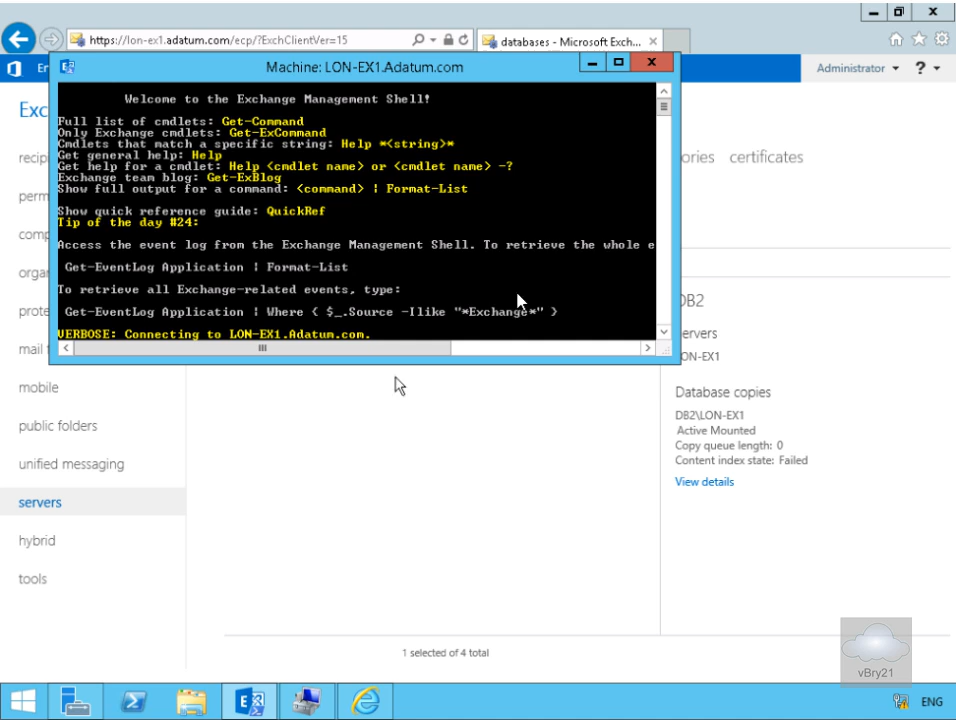 https://lon-ex1.adatum.com/ecp/?ExchClientVer=15
databases - Microsoft Exch...
Machine: LON-EX1.Adatum.com
Administrator
?
Welcome to the Exchange Management Shell!
Full list of cmdlets: Get-Command
Only Exchange cmdlets: Get-ExCommand
Cmdlets that match a specific string: Help *<string>*
Get general help: Help
Get help for a cmdlet: Help <cmdlet name> or <cmdlet name> -?
Exchange team blog: Get-ExBlog
Show full output for a command: <command> | Format-List
Show quick reference guide: QuickRef
Tip of the day #24:
Access the event log from the Exchange Management Shell. To retrieve the whole e
Get-EventLog Application | Format-List
To retrieve all Exchange-related events, type:
Get-EventLog Application | Where { $_.Source -Ilike "*Exchange*" }
VERBOSE: Connecting to LON-EX1.Adatum.com.
Er
Exc
recip
perm
comp
orga
prote
mail
mobile
public folders
unified messaging
servers
hybrid
tools
ories certificates
DB2
ervers
ON-EX1
Database copies
DB2\LON-EX1
Active Mounted
Copy queue length: 0
Content index state: Failed
View details
1 selected of 4 total
vBry21
ENG